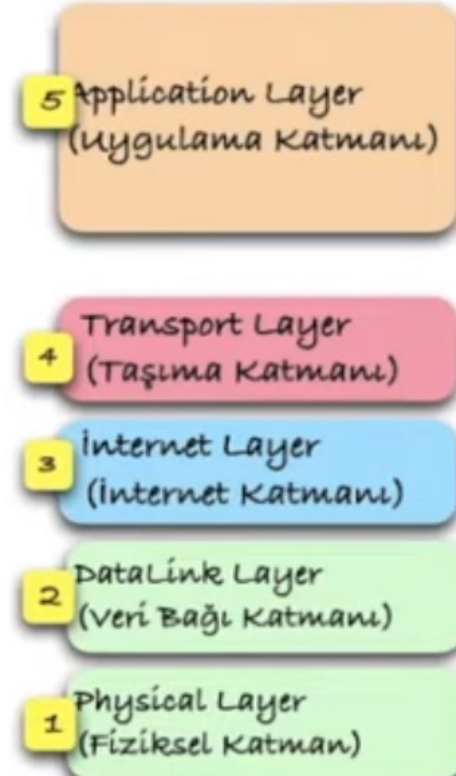 5 Application Layer
(Uygulama Katmanı)
4 Transport Layer
(Taşıma Katmanı)
3 İnternet Layer
(İnternet Katmanı)
2 DataLink Layer
(Veri Bağı Katmanı)
1 Physical Layer
(Fiziksel Katman)